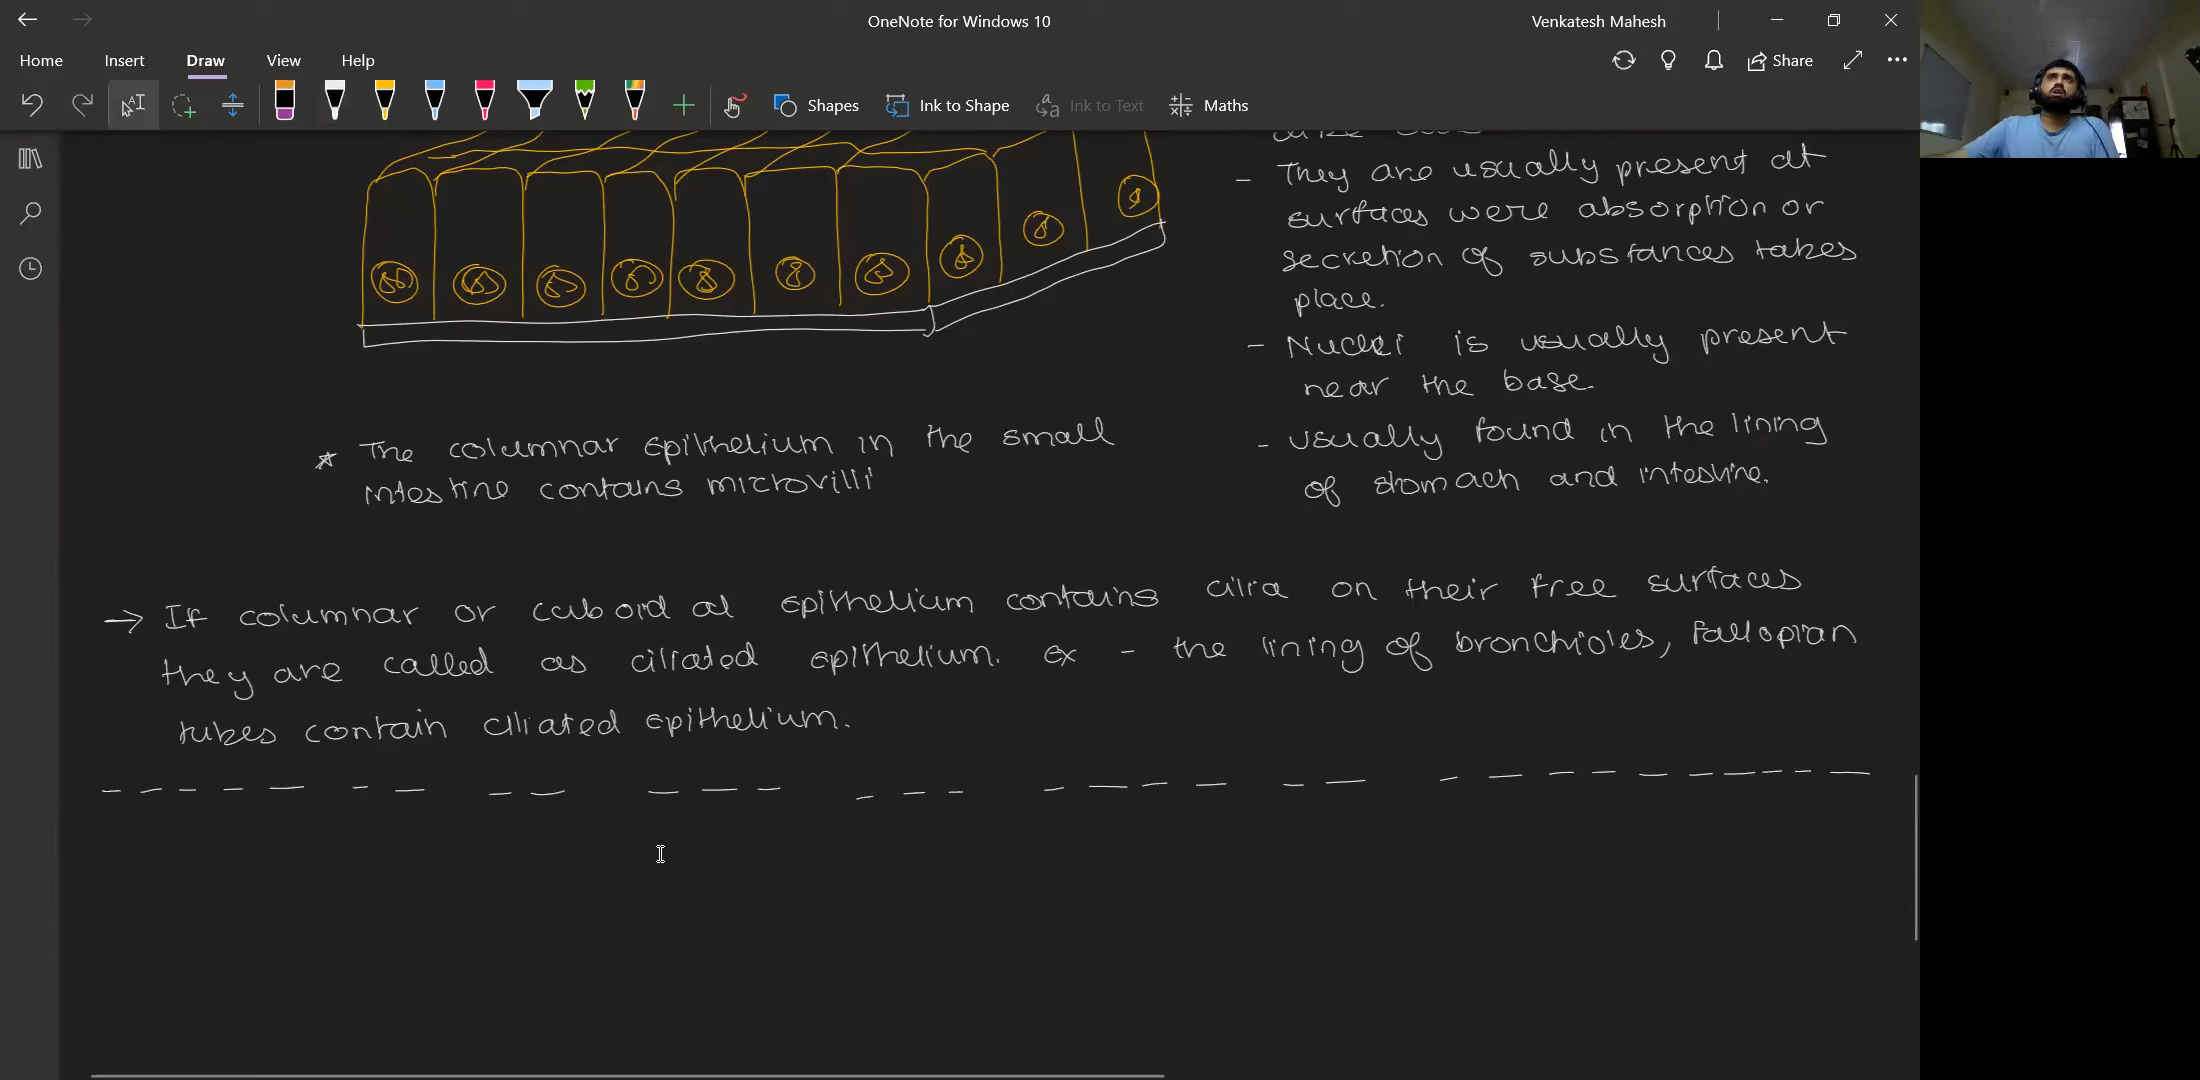 OneNote for Windows 10
Venkatesh Mahesh
Home Insert Draw View Help
Share
Shapes Ink to Shape Ink to Text Maths
- They are usually present at
surfaces were absorption or
secretion of substances takes
place.
- Nuclei is usually present
near the base.
- usually found in the lining
of stomach and intestine.
* The columnar epilthelium in the small
intestine contains microvilli
→ If columnar or cuboid al epithelium contains cilia on their free surfaces
they are called as ciliated epithelium. ex - the lining of bronchioles, fallopian
tubes contain ciliated epithelium.